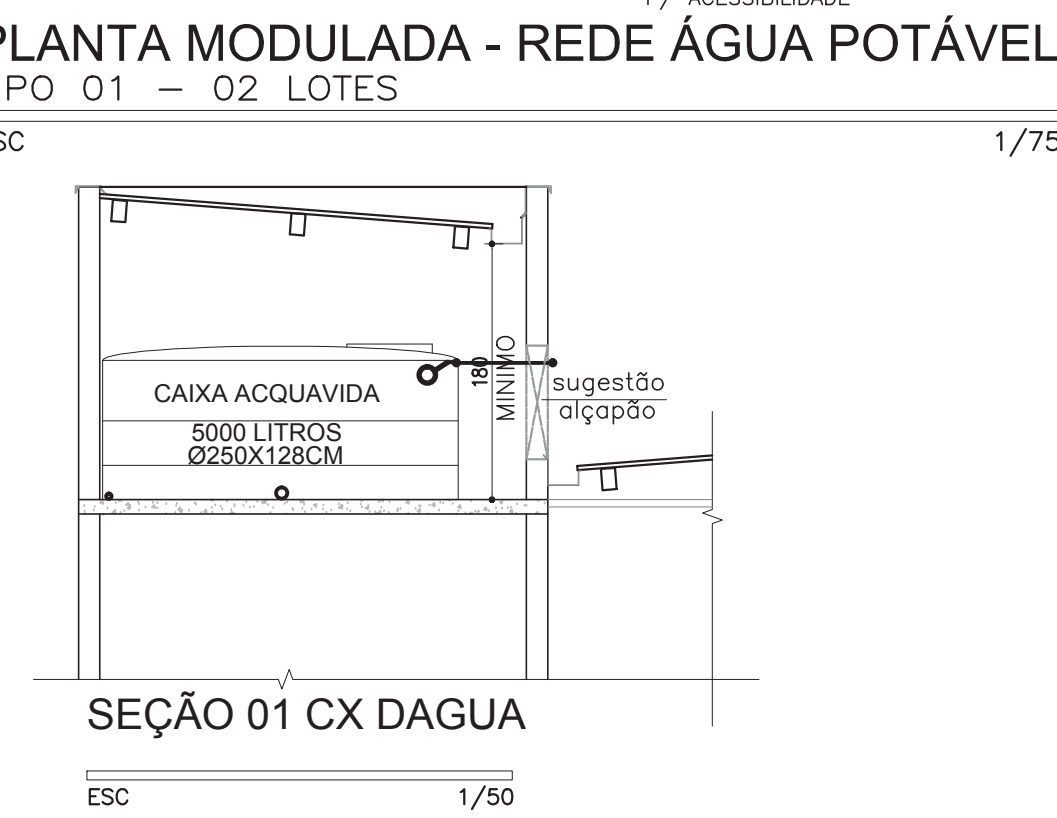 P/ ACESSIBILIDADE
PLANTA MODULADA - REDE ÁGUA POTÁVEL
PO 01 – 02 LOTES
SC
1/75
CAIXA ACQUAVIDA
5000 LITROS
Ø250X128CM
180
MINIMO
sugestão
alçapão
SEÇÃO 01 CX DAGUA
ESC
1/50